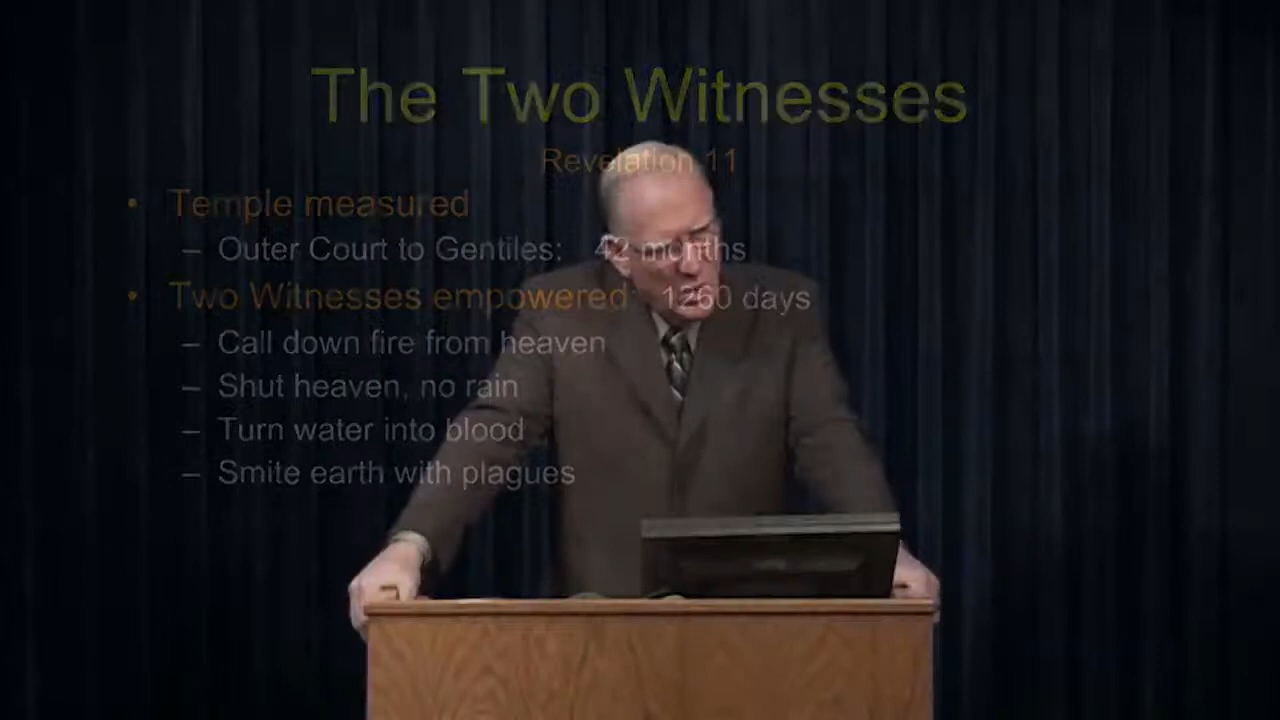 The Two Witnesses
Revelation 11
• Temple measured
– Outer Court to Gentiles: months
• Two Witnesses empowered 1260 days
– Call down fire from heaven
– Shut heaven, no rain
– Turn water into blood
– Smite earth with plagues